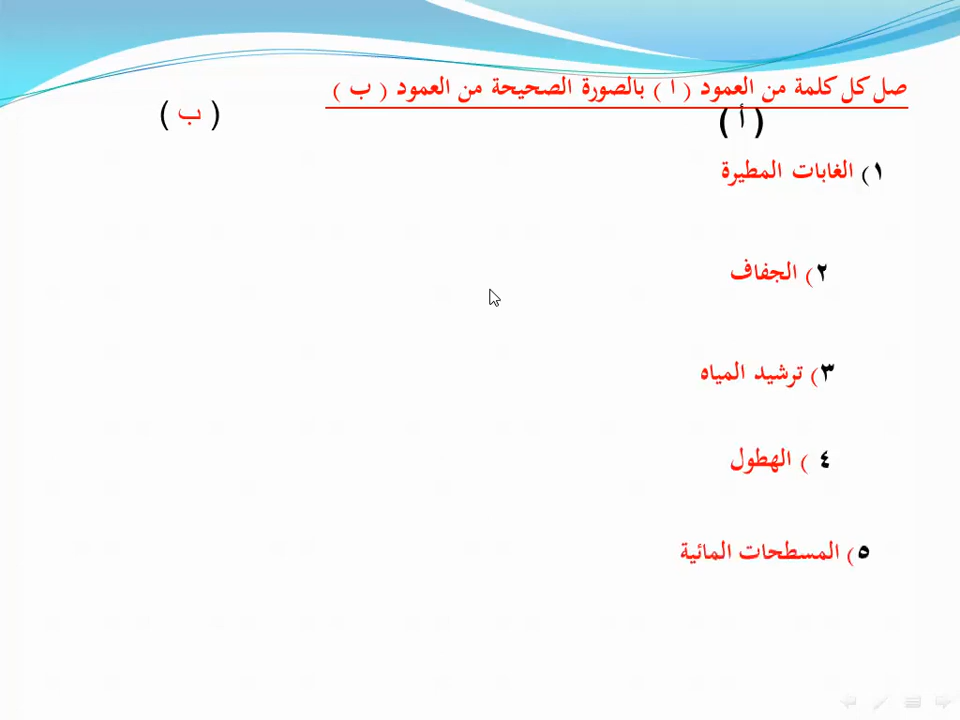 صل كل كلمة من العمود ( ا ) بالصورة الصحيحة من العمود ( ب )
( أ )
( ب )
١) الغابات المطيرة
٢) الجفاف
٣) ترشيد المياه
٤ ) الهطول
٥) المسطحات المائية